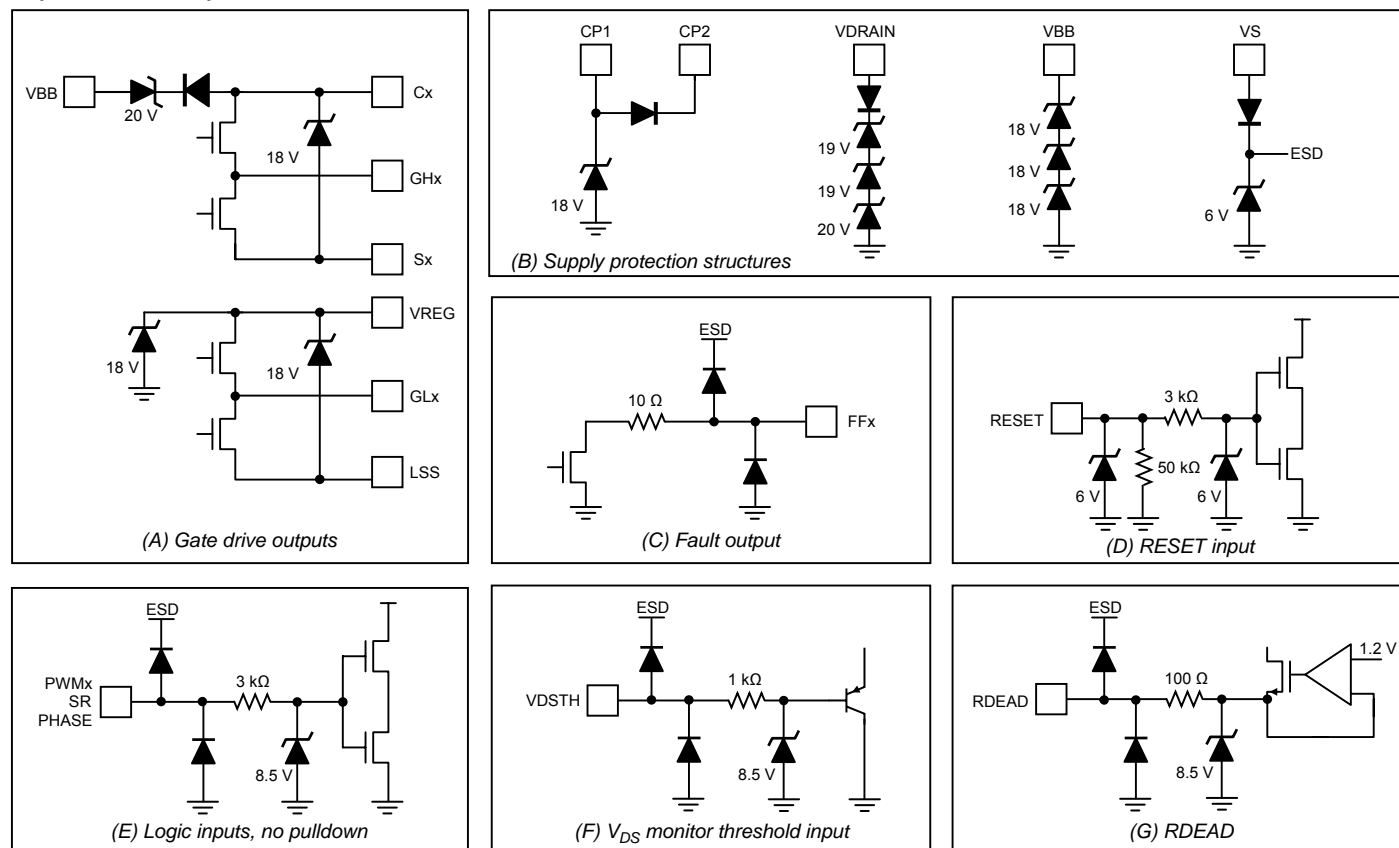 VBB
20 V
Cx
18 V
GHx
Sx
VREG
18 V
18 V
GLx
LSS
(A) Gate drive outputs
CP1
CP2
VDRAIN
VBB
VS
18 V
19 V
19 V
20 V
18 V
18 V
18 V
ESD
6 V
(B) Supply protection structures
ESD
10 Ω
FFx
(C) Fault output
RESET
3 kΩ
50 kΩ
6 V
6 V
(D) RESET input
ESD
PWMx
SR
PHASE
3 kΩ
8.5 V
(E) Logic inputs, no pulldown
ESD
VDSTH
1 kΩ
8.5 V
(F) VDS monitor threshold input
ESD
RDEAD
100 Ω
8.5 V
1.2 V
(G) RDEAD